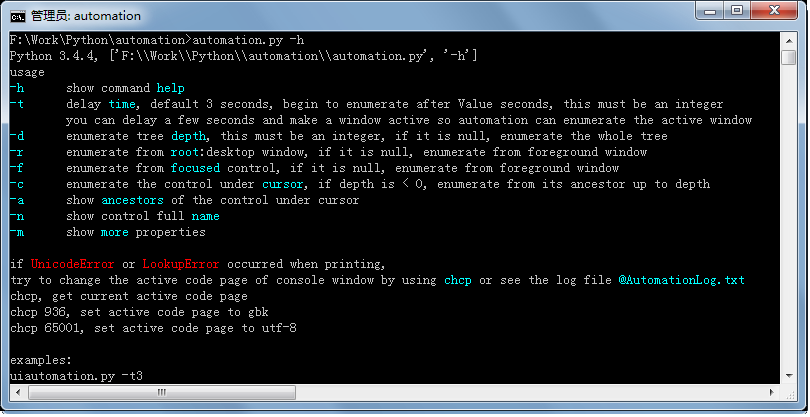 管理员: automation
F:\Work\Python\automation>automation.py -h
Python 3.4.4, ['F:\\Work\\Python\\automation\\automation.py', '-h']
usage
-h      show command help
-t      delay time, default 3 seconds, begin to enumerate after Value seconds, this must be an integer
        you can delay a few seconds and make a window active so automation can enumerate the active window
-d      enumerate tree depth, this must be an integer, if it is null, enumerate the whole tree
-r      enumerate from root:desktop window, if it is null, enumerate from foreground window
-f      enumerate from focused control, if it is null, enumerate from foreground window
-c      enumerate the control under cursor, if depth is < 0, enumerate from its ancestor up to depth
-a      show ancestors of the control under cursor
-n      show control full name
-m      show more properties
if UnicodeError or LookupError occurred when printing,
try to change the active code page of console window by using chcp or see the log file @AutomationLog.txt
chcp, get current active code page
chcp 936, set active code page to gbk
chcp 65001, set active code page to utf-8
examples:
uiautomation.py -t3